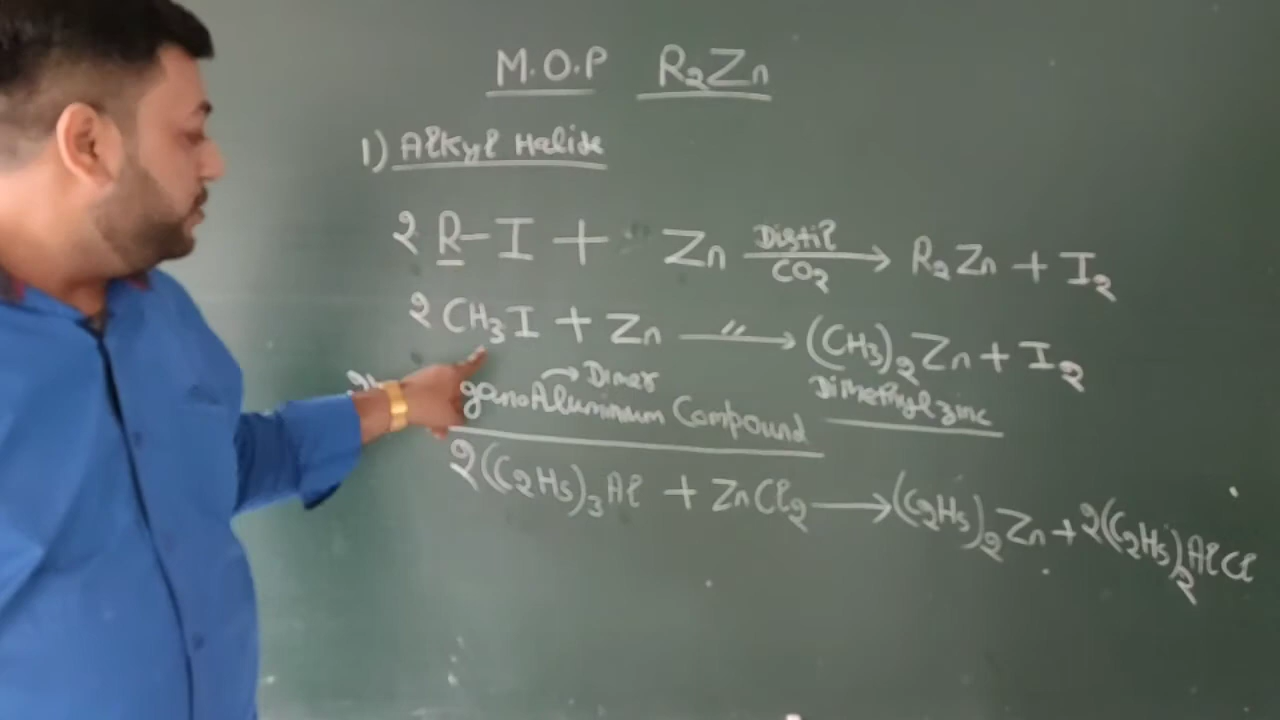 M.O.P R₂Zn
1) Alkyl Halide
2 R-I + Zn Distil CO₂ → R₂Zn + I₂
2 CH₃I + Zn —//→ (CH₃)₂Zn + I₂
→ Dimer
Dimethyl zinc
ganoAluminum Compound
2(C₂H₅)₃Al + ZnCl₂ → (C₂H₅)₂Zn + 2(C₂H₅)₂AlCl